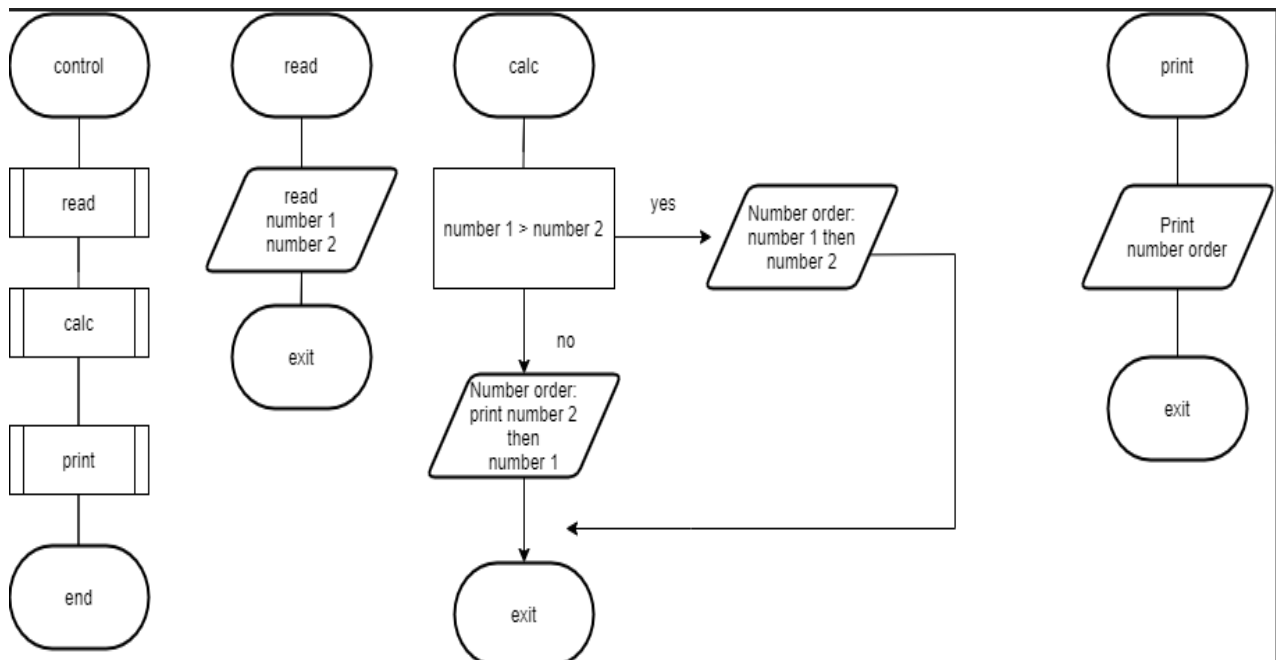 control
read
calc
print
end
read
read
number 1
number 2
exit
calc
number 1 > number 2
yes
Number order:
number 1 then
number 2
no
Number order:
print number 2
then
number 1
exit
print
Print
number order
exit